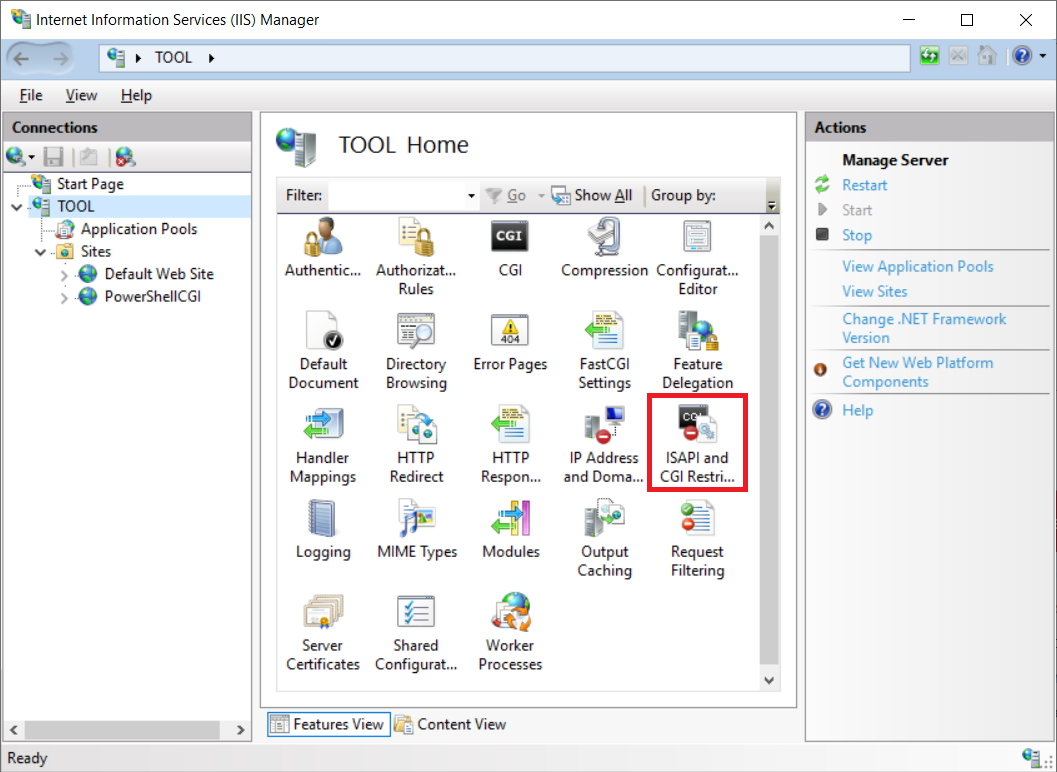 Internet Information Services (IIS) Manager
TOOL
File View Help
Connections
Start Page
TOOL
Application Pools
Sites
Default Web Site
PowerShellCGI
TOOL Home
Filter: Go Show All Group by:
Authentic... Authorizat... CGI Compression Configurat...
Rules Editor
CGI
404
Default Directory Error Pages FastCGI Feature
Document Browsing Settings Delegation
CGI
Handler HTTP HTTP IP Address ISAPI and
Mappings Redirect Respon... and Doma... CGI Restri...
Logging MIME Types Modules Output Request
Caching Filtering
Server Shared Worker
Certificates Configurat... Processes
Features View Content View
Actions
Manage Server
Restart
Start
Stop
View Application Pools
View Sites
Change .NET Framework
Version
Get New Web Platform
Components
Help
Ready